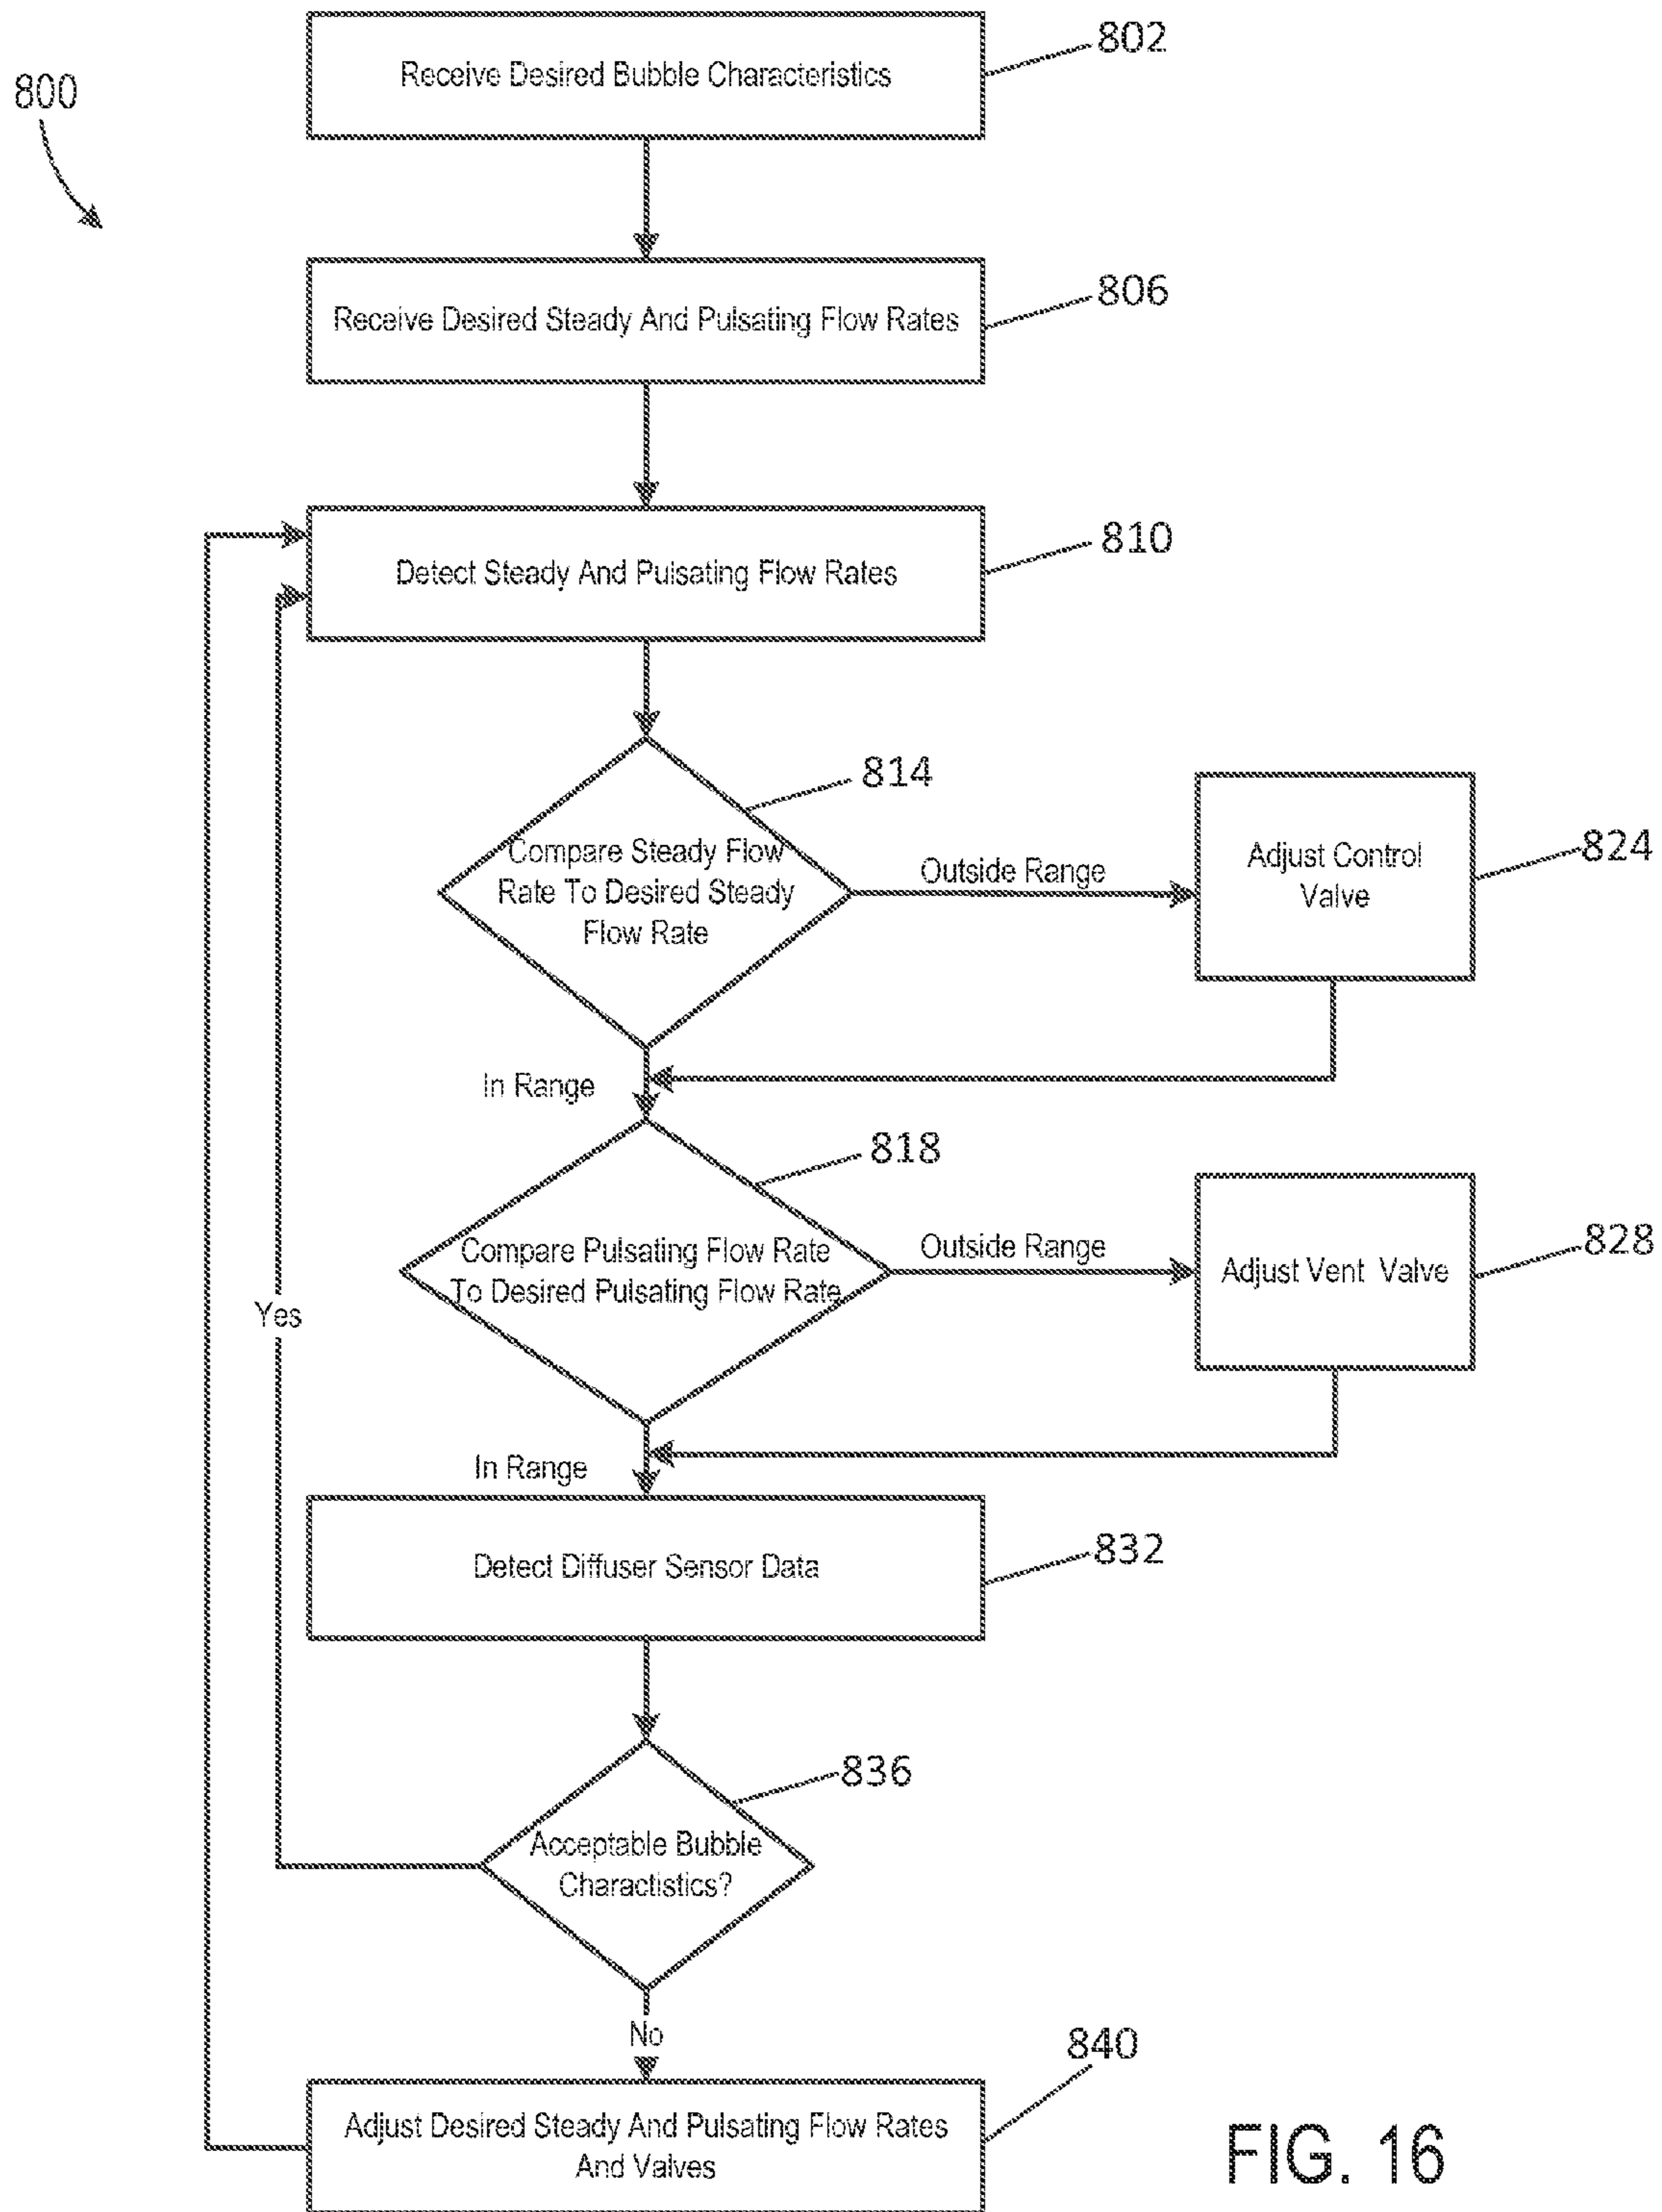 800
Receive Desired Bubble Characteristics
802
Receive Desired Steady And Pulsating Flow Rates
806
Detect Steady And Pulsating Flow Rates
810
Compare Steady Flow
Rate To Desired Steady
Flow Rate
814
Outside Range
Adjust Control
Valve
824
In Range
Compare Pulsating Flow Rate
To Desired Pulsating Flow Rate
818
Outside Range
Adjust Vent Valve
828
In Range
Yes
Detect Diffuser Sensor Data
832
Acceptable Bubble
Charactistics?
836
No
Adjust Desired Steady And Pulsating Flow Rates
And Valves
840
FIG. 16